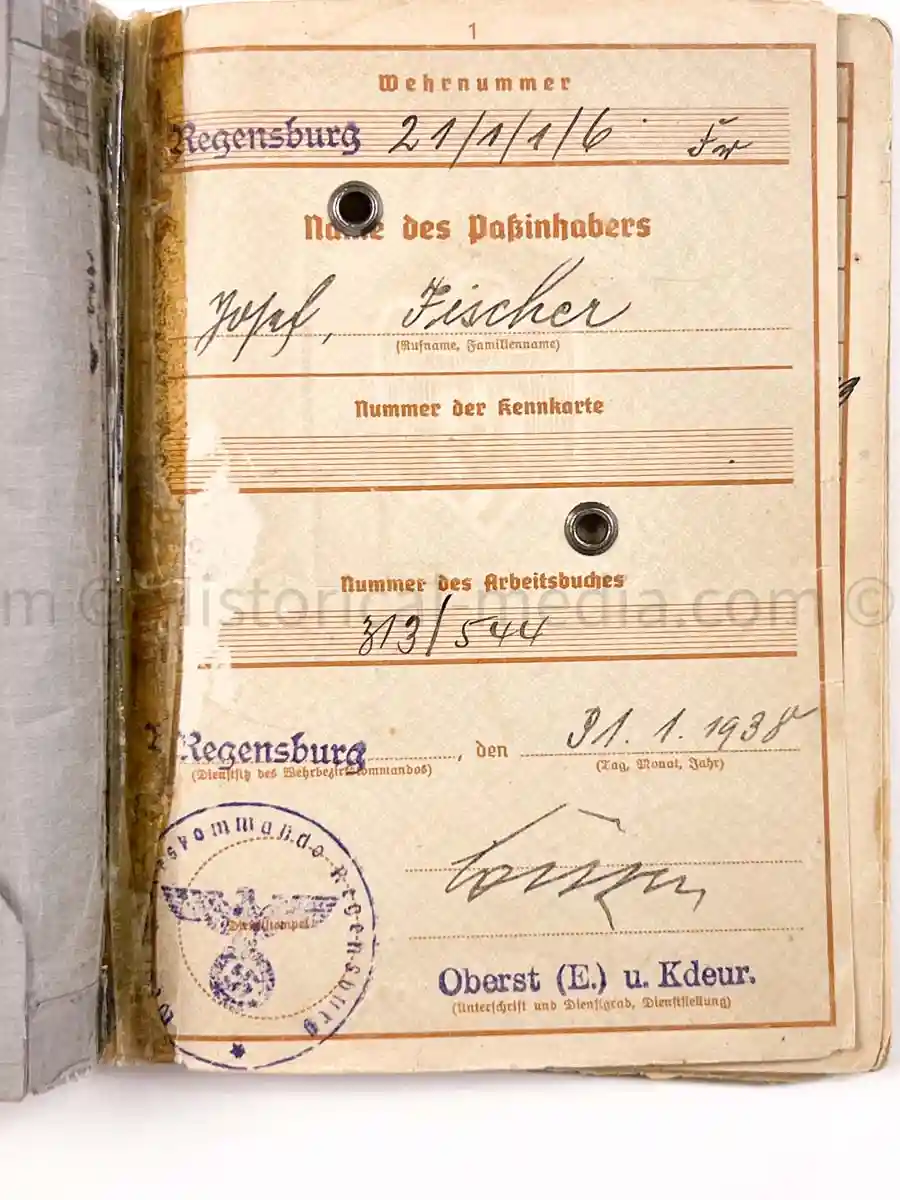 1
Wehrnummer
Regensburg 21/1/1/6
Name des Paßinhabers
Josef, Fischer
(Rufname, Familienname)
Nummer der Kennkarte
Nummer des Arbeitsbuches
m © Historical-media.com ©
313/544
Regensburg, den 31. 1. 1938
(Dienstsitz des Wehrbezirkskommandos) (Tag, Monat, Jahr)
kommando Regensburg
Dienststempel
Oberst (E.) u. Kdeur.
(Unterschrift und Dienstgrad, Dienststellung)